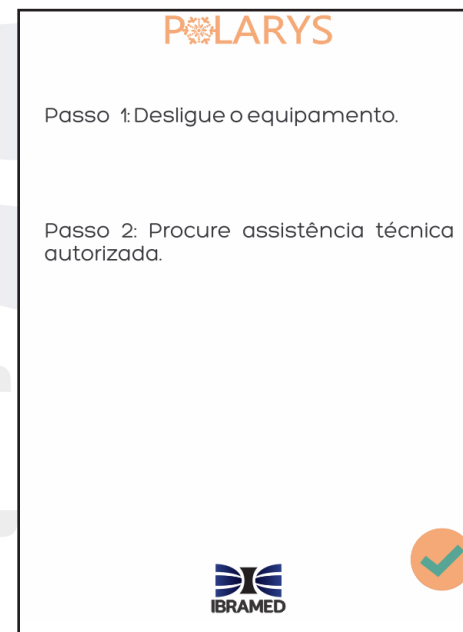 POLARYS
Passo 1: Desligue o equipamento.
Passo 2: Procure assistência técnica
autorizada.
IBRAMED